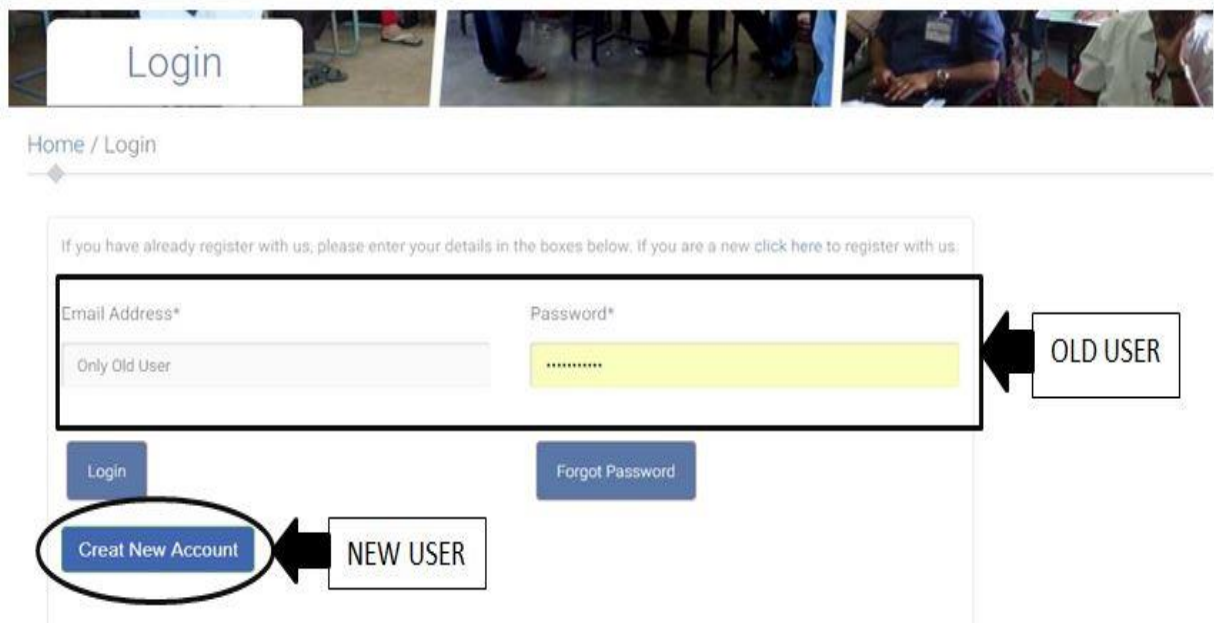 Login
Home / Login
If you have already register with us, please enter your details in the boxes below. If you are a new click here to register with us.
Email Address*
Password*
Only Old User
•••••••••••
OLD USER
Login
Forgot Password
Creat New Account
NEW USER